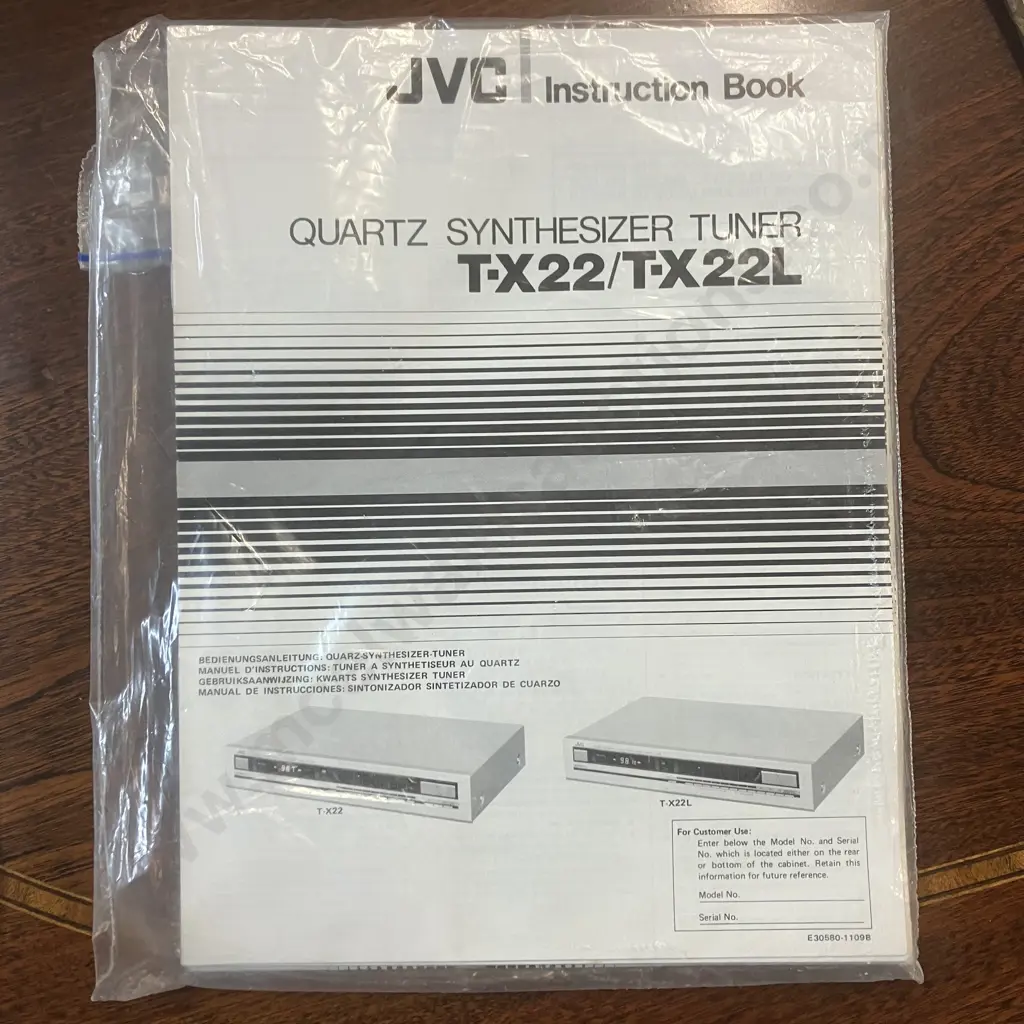 JVC Instruction Book
QUARTZ SYNTHESIZER TUNER
T-X22/T-X22L
BEDIENUNGSANLEITUNG: QUARZ-SYNTHESIZER-TUNER
MANUEL D'INSTRUCTIONS: TUNER A SYNTHETISEUR AU QUARTZ
GEBRUIKSAANWIJZING: KWARTS SYNTHESIZER TUNER
MANUAL DE INSTRUCCIONES: SINTONIZADOR SINTETIZADOR DE CUARZO
T-X22
T-X22L
For Customer Use:
Enter below the Model No. and Serial
No. which is located either on the rear
or bottom of the cabinet. Retain this
information for future reference.
Model No.
Serial No.
E30580-1109B